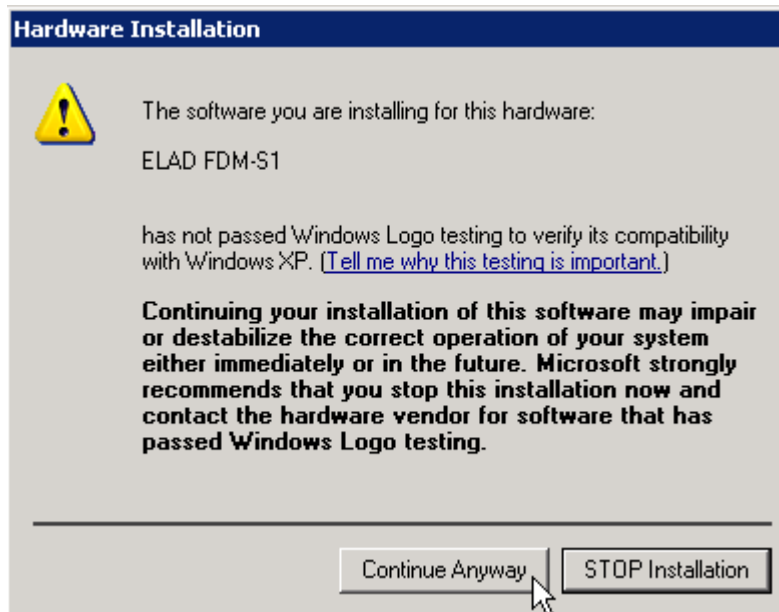 Hardware Installation
The software you are installing for this hardware:
ELAD FDM-S1
has not passed Windows Logo testing to verify its compatibility
with Windows XP. (Tell me why this testing is important.)
Continuing your installation of this software may impair
or destabilize the correct operation of your system
either immediately or in the future. Microsoft strongly
recommends that you stop this installation now and
contact the hardware vendor for software that has
passed Windows Logo testing.
Continue Anyway
STOP Installation